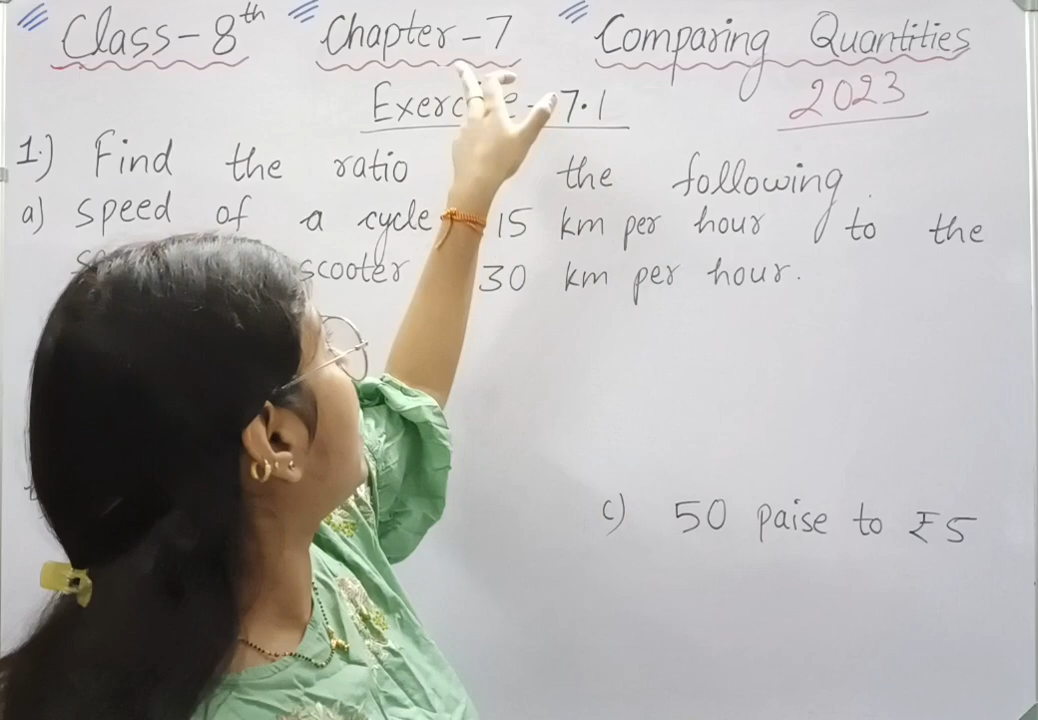 Class-8th Chapter-7 Comparing Quantities
Exercise-7.1 2023
1.) Find the ratio the following.
a) speed of a cycle 15 km per hour to the
scooter 30 km per hour.
c) 50 paise to ₹5